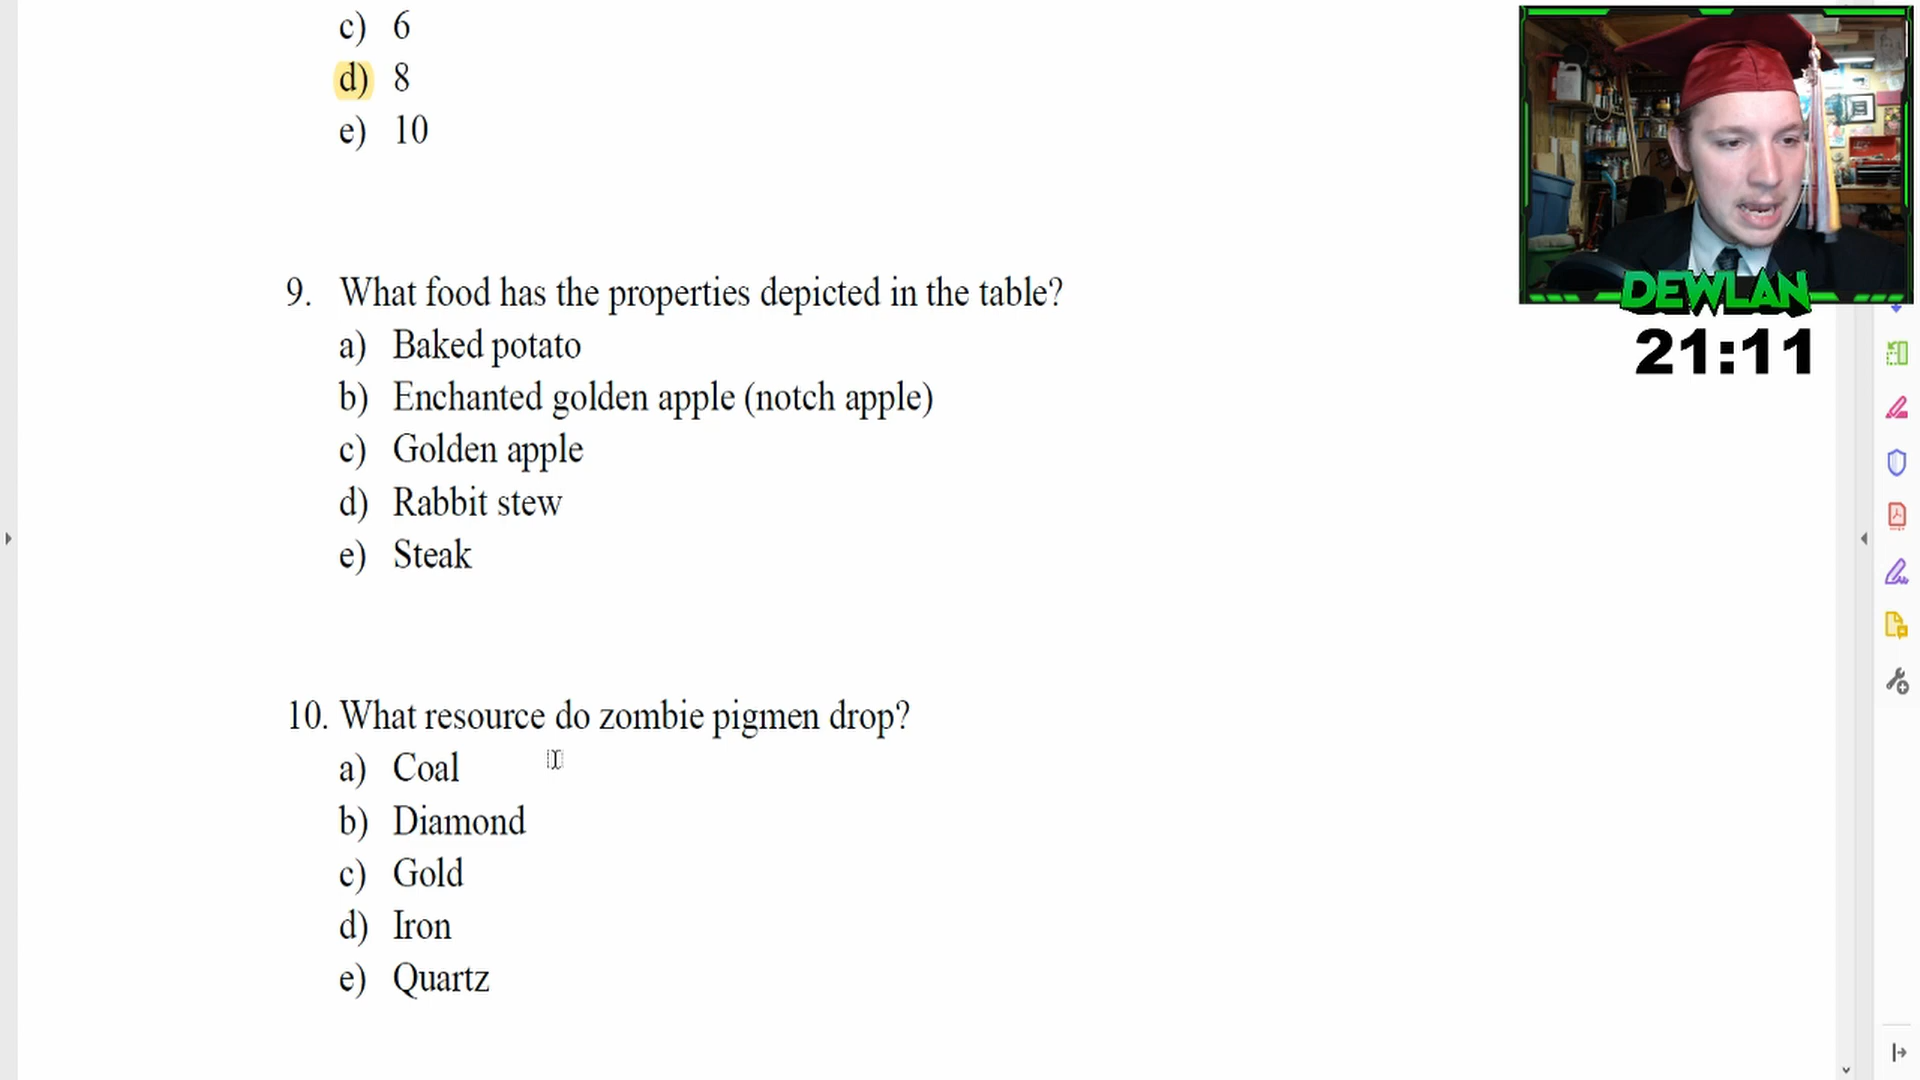 c) 6
d) 8
e) 10
9. What food has the properties depicted in the table?
a) Baked potato
b) Enchanted golden apple (notch apple)
c) Golden apple
d) Rabbit stew
e) Steak
10. What resource do zombie pigmen drop?
a) Coal
b) Diamond
c) Gold
d) Iron
e) Quartz
DEWLAN
21:11